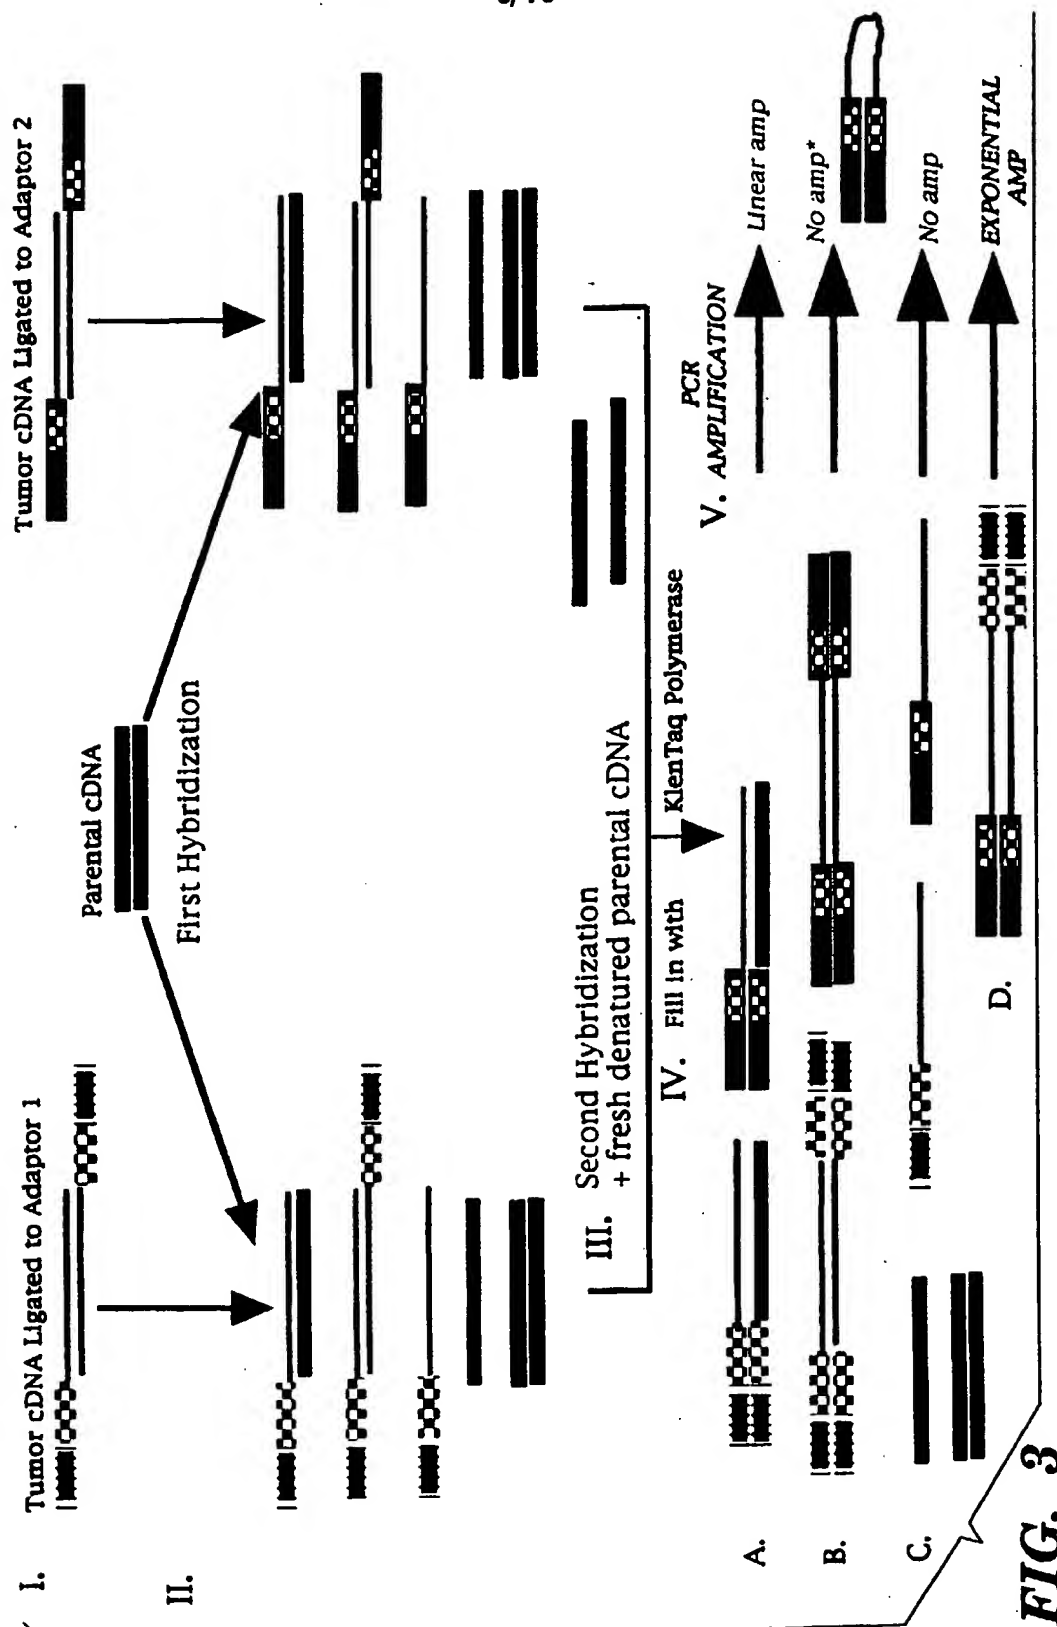 I. Tumor cDNA Ligated to Adaptor 1
Tumor cDNA Ligated to Adaptor 2
Parental cDNA
First Hybridization
II.
III. Second Hybridization
+ fresh denatured parental cDNA
IV. Fill in with KlenTaq Polymerase
V. PCR
AMPLIFICATION
A.
Linear amp
B.
No amp*
C.
No amp
D.
EXPONENTIAL
AMP
FIG. 3